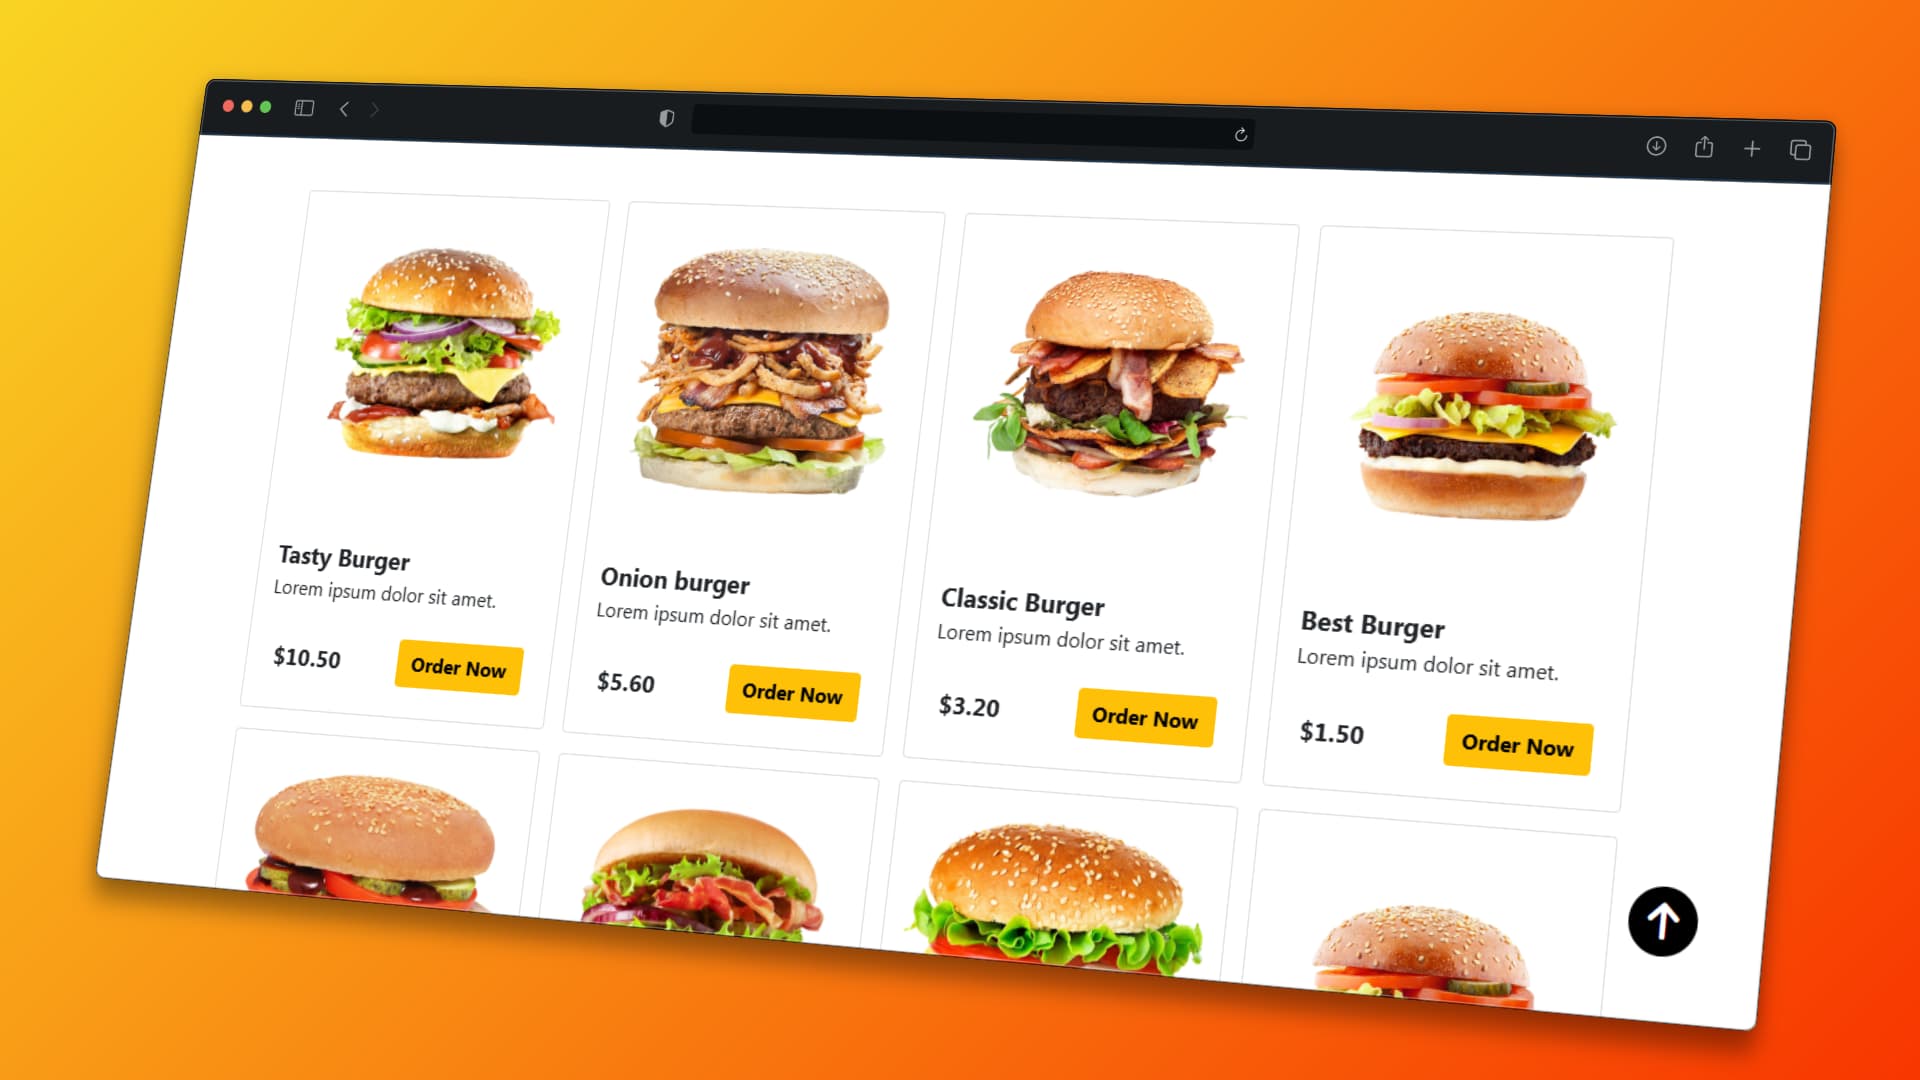 Tasty Burger
Lorem ipsum dolor sit amet.
$10.50
Order Now
Onion burger
Lorem ipsum dolor sit amet.
$5.60
Order Now
Classic Burger
Lorem ipsum dolor sit amet.
$3.20
Order Now
Best Burger
Lorem ipsum dolor sit amet.
$1.50
Order Now